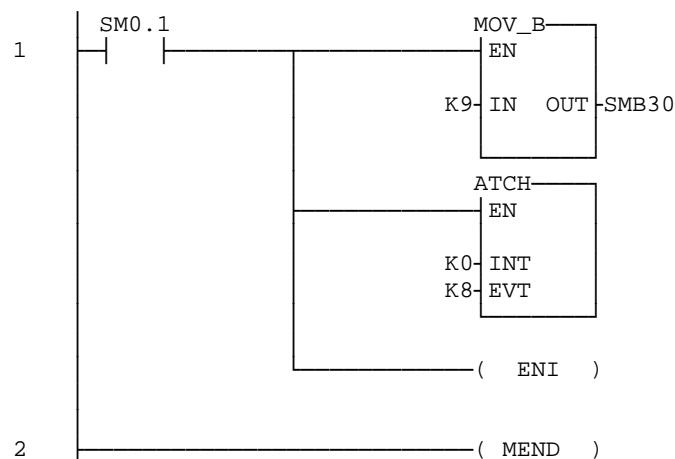 SM0.1 MOV_B
1 EN
K9 IN OUT SMB30
ATCH
EN
K0 INT
K8 EVT
( ENI )
2 ( MEND )